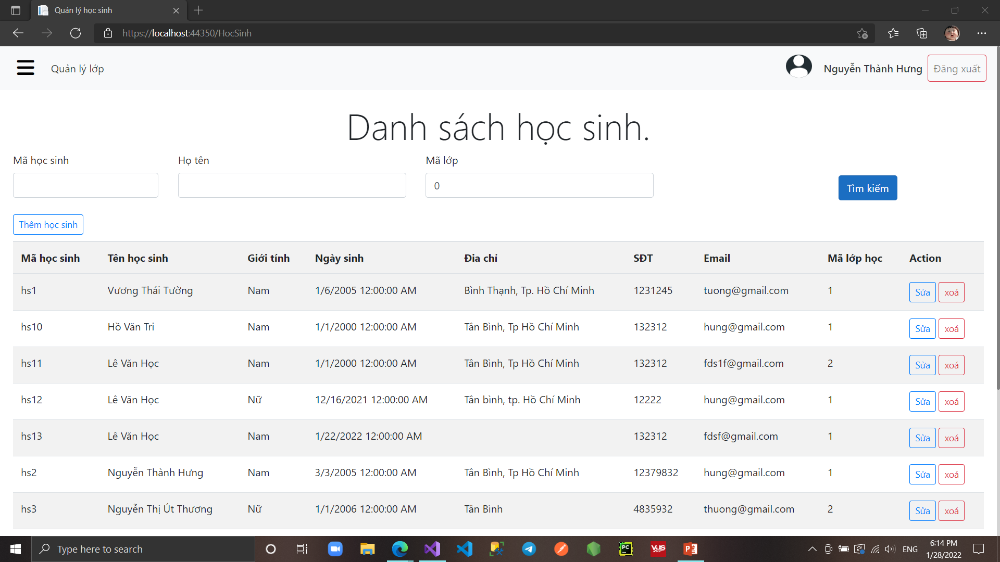 Quản lý học sinh
https://localhost:44350/HocSinh
Quản lý lớp
Nguyễn Thành Hưng
Đăng xuất
Danh sách học sinh.
Mã học sinh Họ tên Mã lớp
0
Tìm kiếm
Thêm học sinh
Mã học sinh Tên học sinh Giới tính Ngày sinh Đia chỉ SĐT Email Mã lớp học Action
hs1 Vương Thái Tường Nam 1/6/2005 12:00:00 AM Bình Thạnh, Tp. Hồ Chí Minh 1231245 tuong@gmail.com 1 Sửa xoá
hs10 Hồ Văn Tri Nam 1/1/2000 12:00:00 AM Tân Bình, Tp Hồ Chí Minh 132312 hung@gmail.com 1 Sửa xoá
hs11 Lê Văn Học Nam 1/1/2000 12:00:00 AM Tân Bình, Tp Hồ Chí Minh 132312 fds1f@gmail.com 2 Sửa xoá
hs12 Lê Văn Học Nữ 12/16/2021 12:00:00 AM Tân bình, tp. Hồ Chí Minh 12222 hung@gmail.com 1 Sửa xoá
hs13 Lê Văn Học Nam 1/22/2022 12:00:00 AM 132312 fdsf@gmail.com 1 Sửa xoá
hs2 Nguyễn Thành Hưng Nam 3/3/2005 12:00:00 AM Tân Bình, Tp Hồ Chí Minh 12379832 hung@gmail.com 1 Sửa xoá
hs3 Nguyễn Thị Út Thương Nữ 1/1/2006 12:00:00 AM Tân Bình 4835932 thuong@gmail.com 2 Sửa xoá
Type here to search
PC
VUS
P
ENG
6:14 PM
1/28/2022